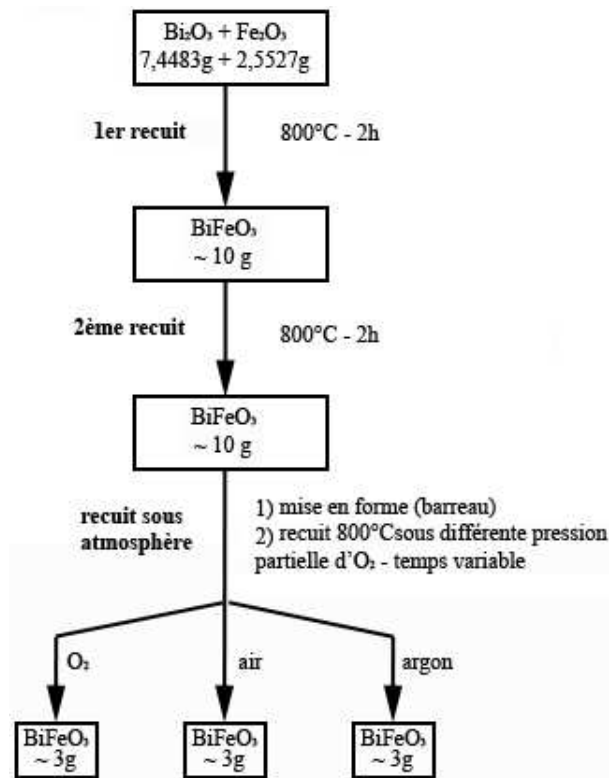 Bi₂O₃ + Fe₂O₃
7,4483g + 2,5527g
1er recuit
800°C - 2h
BiFeO₃
~ 10 g
2ème recuit
800°C - 2h
BiFeO₃
~ 10 g
recuit sous
atmosphère
1) mise en forme (barreau)
2) recuit 800°Csous différente pression
partielle d'O₂ - temps variable
O₂
air
argon
BiFeO₃
~ 3g
BiFeO₃
~ 3g
BiFeO₃
~ 3g